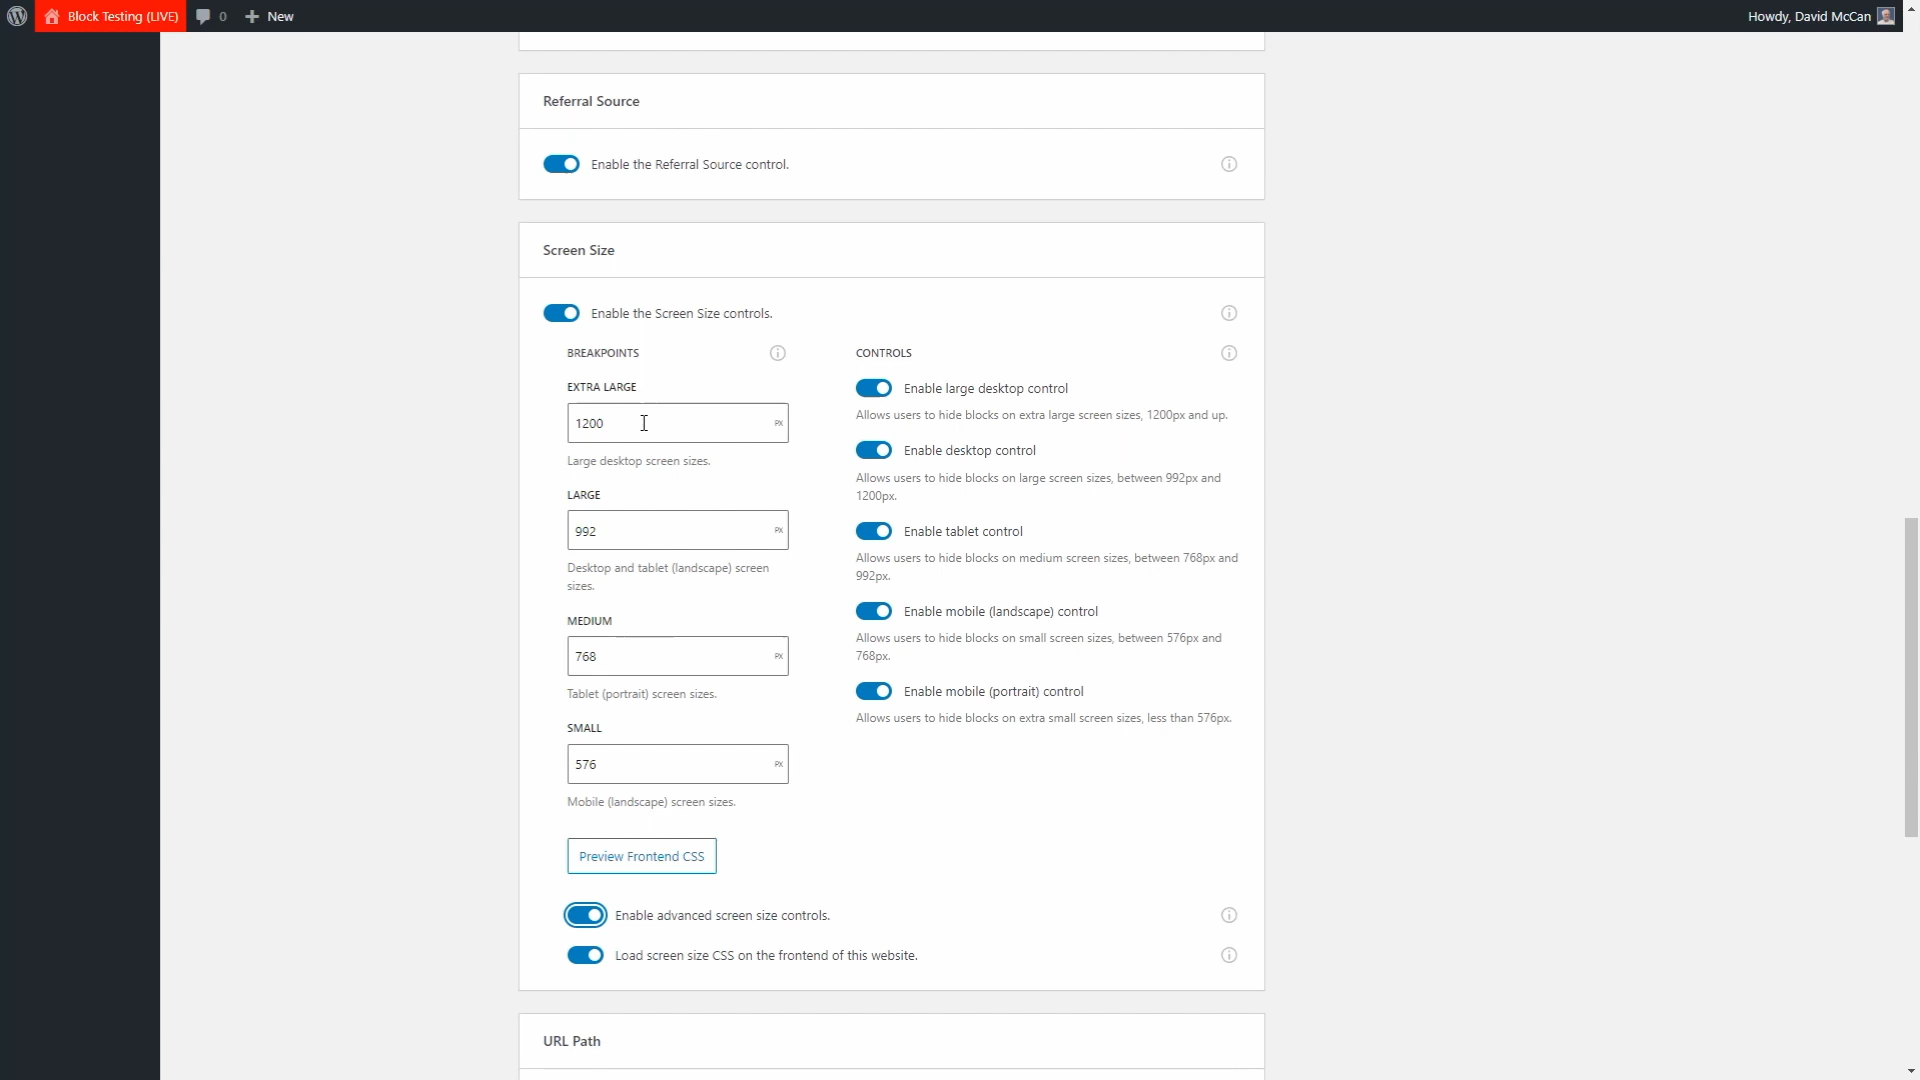 Block Testing (LIVE) 0 New Howdy, David McCan
Referral Source
Enable the Referral Source control.
Screen Size
Enable the Screen Size controls.
BREAKPOINTS
EXTRA LARGE
1200 PX
Large desktop screen sizes.
LARGE
992 PX
Desktop and tablet (landscape) screen
sizes.
MEDIUM
768 PX
Tablet (portrait) screen sizes.
SMALL
576 PX
Mobile (landscape) screen sizes.
Preview Frontend CSS
CONTROLS
Enable large desktop control
Allows users to hide blocks on extra large screen sizes, 1200px and up.
Enable desktop control
Allows users to hide blocks on large screen sizes, between 992px and
1200px.
Enable tablet control
Allows users to hide blocks on medium screen sizes, between 768px and
992px.
Enable mobile (landscape) control
Allows users to hide blocks on small screen sizes, between 576px and
768px.
Enable mobile (portrait) control
Allows users to hide blocks on extra small screen sizes, less than 576px.
Enable advanced screen size controls.
Load screen size CSS on the frontend of this website.
URL Path